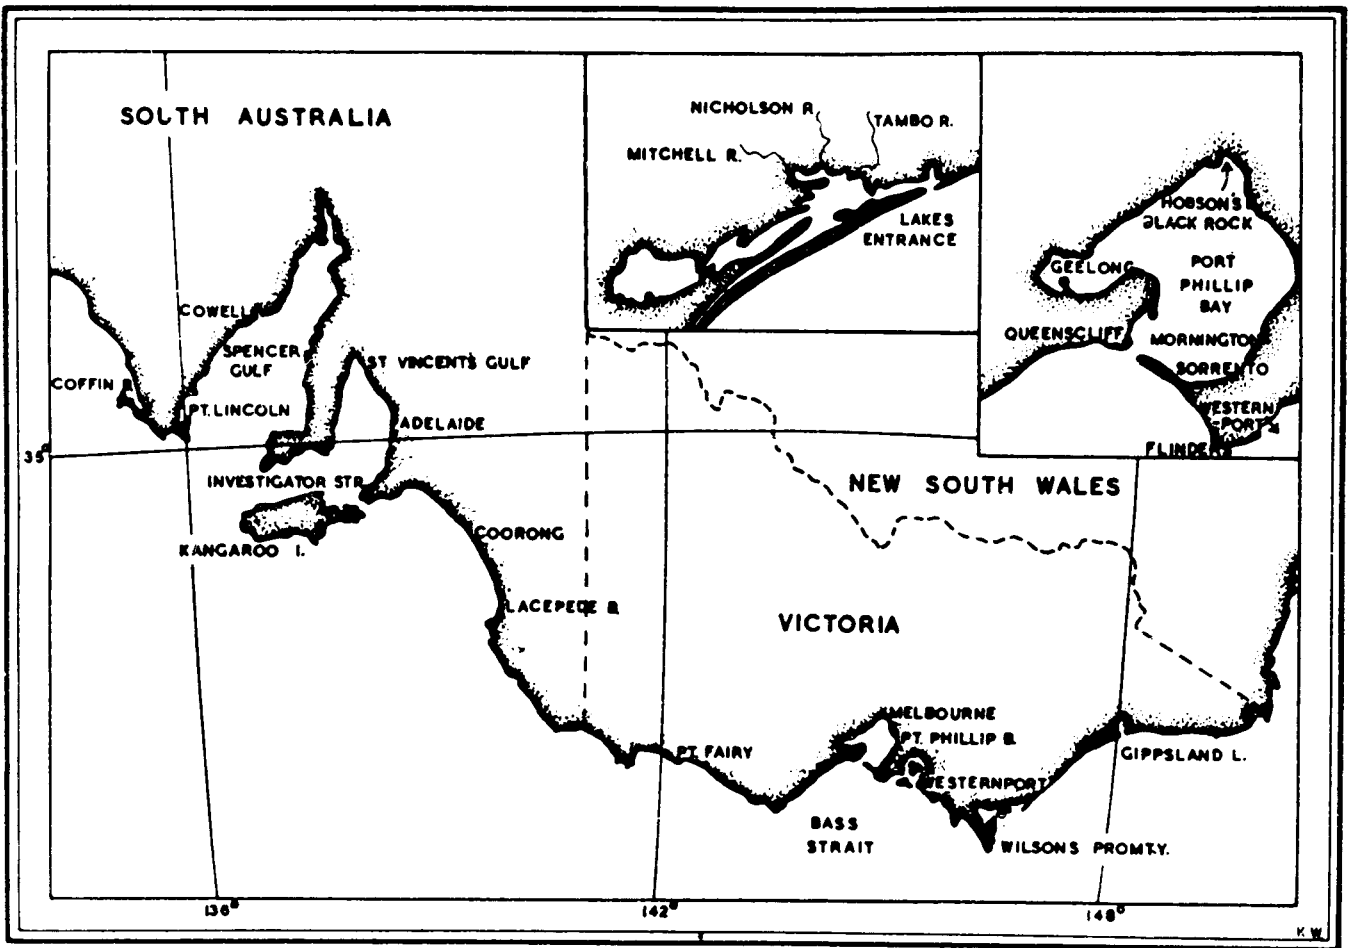 SOUTH AUSTRALIA
COWELL
SPENCER
GULF
ST VINCENT'S GULF
COFFIN B.
PT. LINCOLN
ADELAIDE
35°
INVESTIGATOR STR.
KANGAROO I.
COORONG
LACEPEDE B.
NICHOLSON R.
TAMBO R.
MITCHELL R.
LAKES
ENTRANCE
HOBSON'S
BLACK ROCK
GEELONG
PORT
PHILLIP
BAY
QUEENSCLIFF
MORNINGTON
SORRENTO
WESTERN
PORT
FLINDERS
NEW SOUTH WALES
VICTORIA
MELBOURNE
PT. PHILLIP B.
PT. FAIRY
WESTERNPORT
GIPPSLAND L.
BASS
STRAIT
WILSONS PROMT.Y.
136°
142°
148°
K W